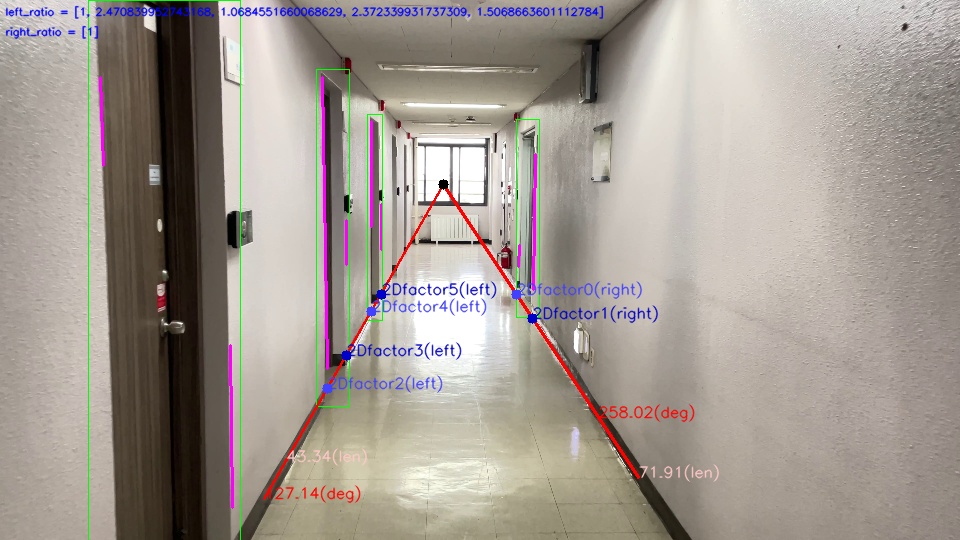 left_ratio = [1, 2.470839962743168, 1.0684551660068629, 2.372339931737309, 1.5068663601112784]
right_ratio = [1]
2Dfactor5(left)
2Dfactor0(right)
2Dfactor4(left)
2Dfactor1(right)
2Dfactor3(left)
2Dfactor2(left)
258.02(deg)
43.34(len)
71.91(len)
27.14(deg)